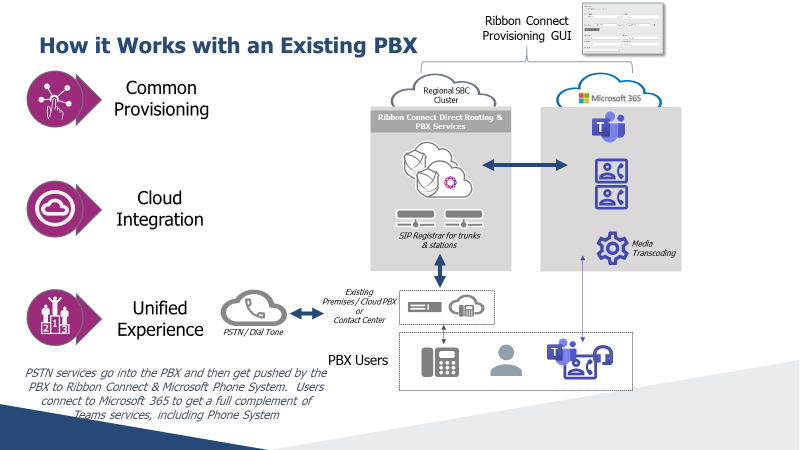 How it Works with an Existing PBX
Ribbon Connect
Provisioning GUI
Common
Provisioning
Cloud
Integration
Unified
Experience
Regional SBC
Cluster
Microsoft 365
Ribbon Connect Direct Routing &
PBX Services
T
SIP Registrar for trunks
& stations
Media
Transcoding
PSTN / Dial Tone
Existing
Premises / Cloud PBX
or
Contact Center
PBX Users
T
2 1 3
PSTN services go into the PBX and then get pushed by the
PBX to Ribbon Connect & Microsoft Phone System.  Users
connect to Microsoft 365 to get a full complement of
Teams services, including Phone System